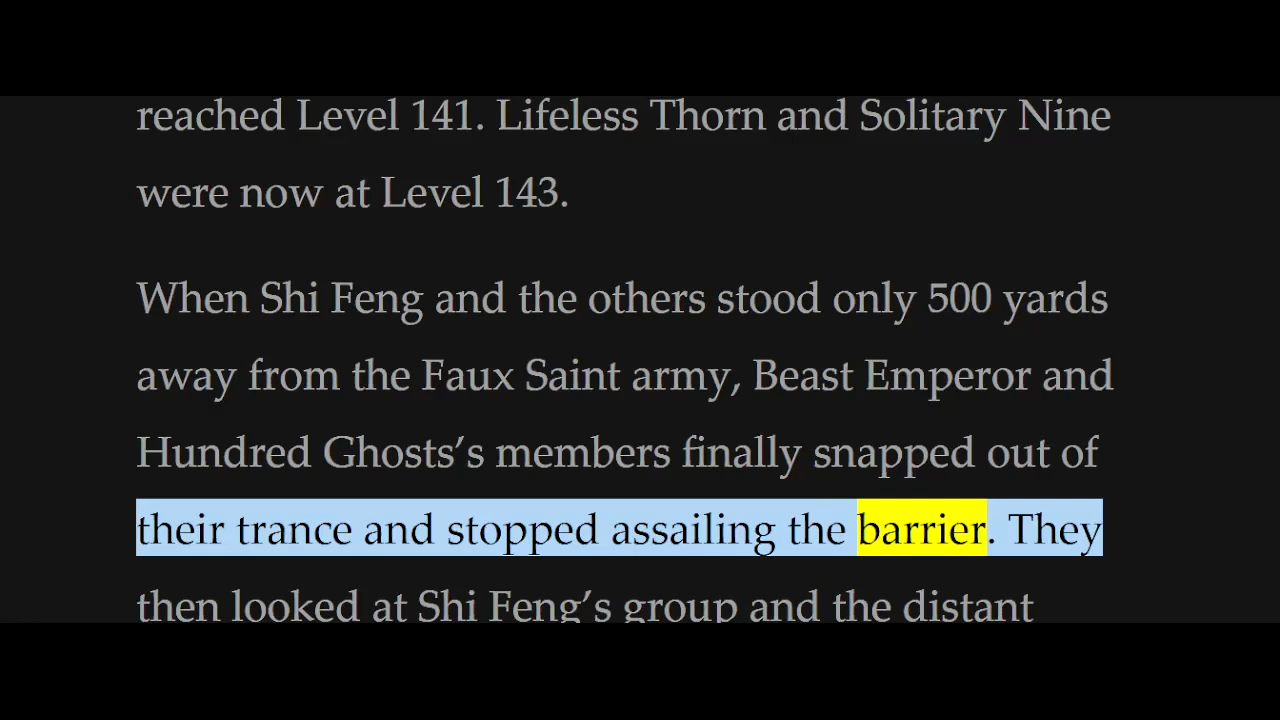 reached Level 141. Lifeless Thorn and Solitary Nine
were now at Level 143.
When Shi Feng and the others stood only 500 yards
away from the Faux Saint army, Beast Emperor and
Hundred Ghosts’s members finally snapped out of
their trance and stopped assailing the barrier. They
then looked at Shi Feng’s group and the distant